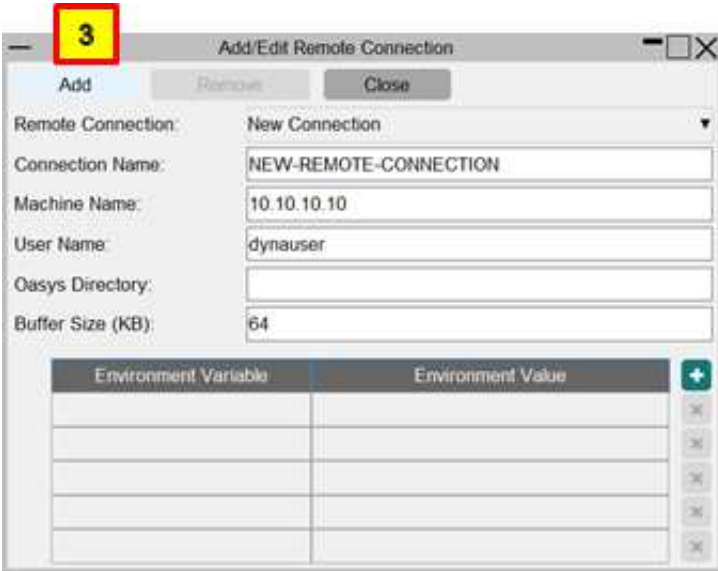 3
Add/Edit Remote Connection
Add Remove Close
Remote Connection: New Connection
Connection Name: NEW-REMOTE-CONNECTION
Machine Name: 10.10.10.10
User Name: dynauser
Oasys Directory:
Buffer Size (KB): 64
Environment Variable Environment Value